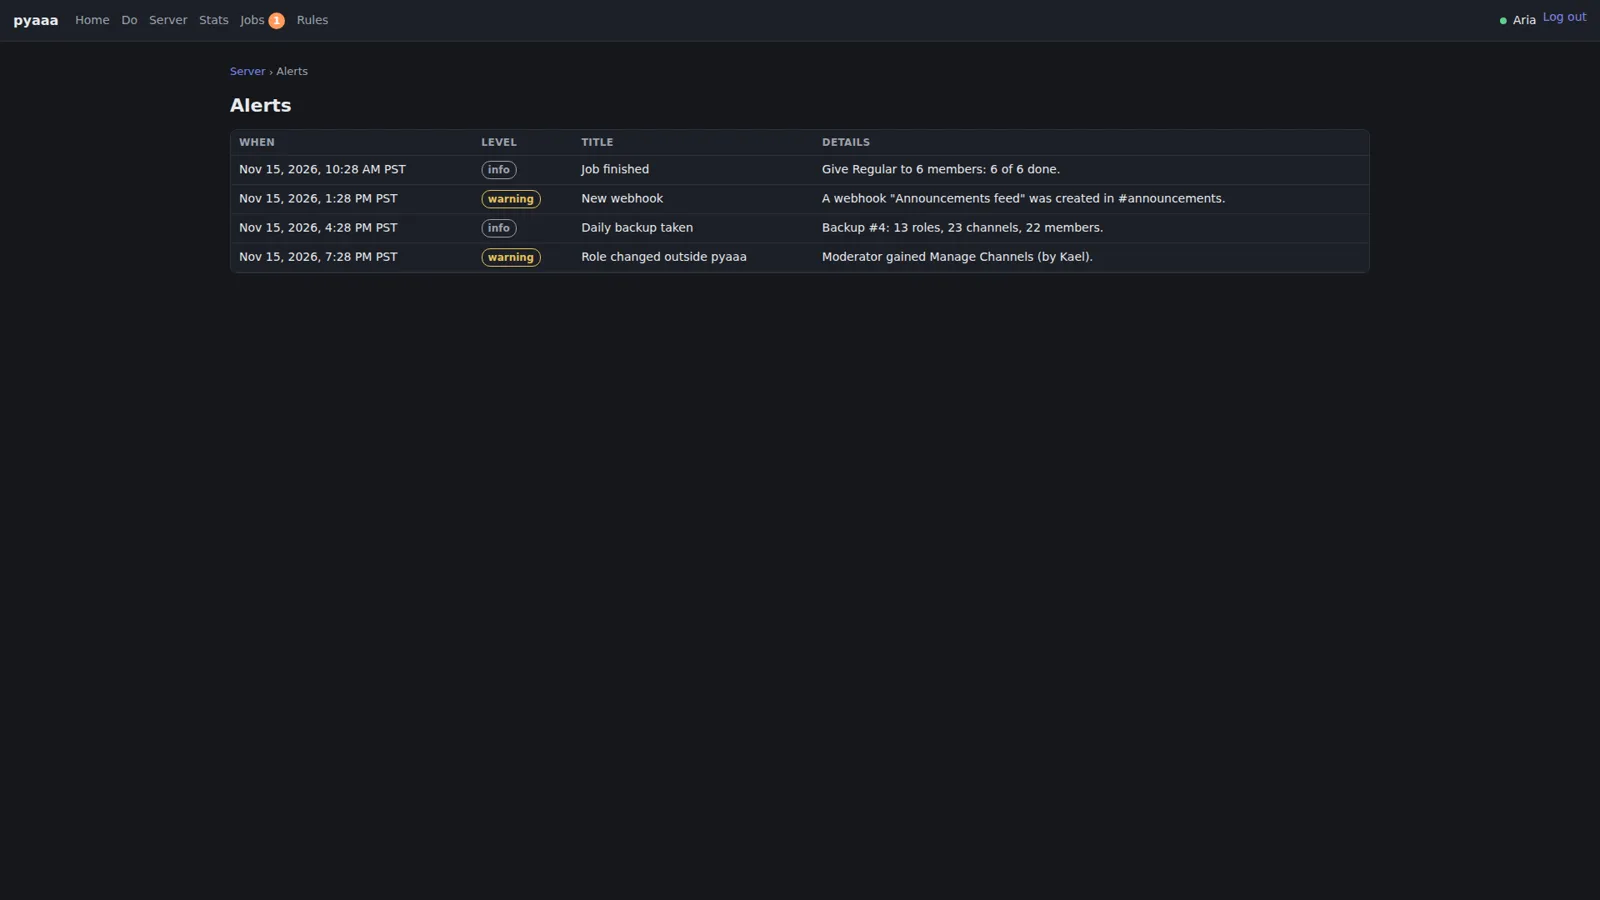 pyaaa Home Do Server Stats Jobs 1 Rules Aria Log out
Server › Alerts
Alerts
WHEN LEVEL TITLE DETAILS
Nov 15, 2026, 10:28 AM PST info Job finished Give Regular to 6 members: 6 of 6 done.
Nov 15, 2026, 1:28 PM PST warning New webhook A webhook "Announcements feed" was created in #announcements.
Nov 15, 2026, 4:28 PM PST info Daily backup taken Backup #4: 13 roles, 23 channels, 22 members.
Nov 15, 2026, 7:28 PM PST warning Role changed outside pyaaa Moderator gained Manage Channels (by Kael).